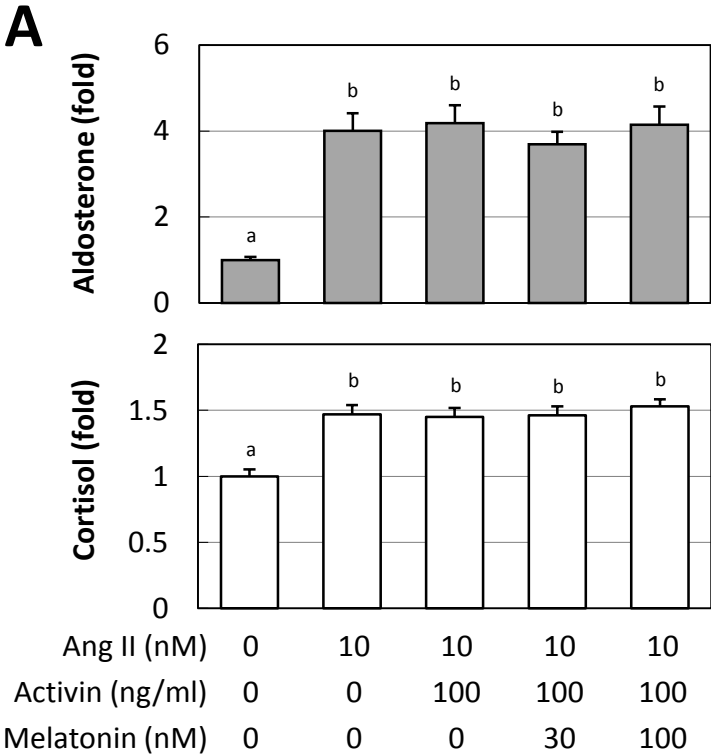 A
Aldosterone (fold)
6
4
2
0
b
b
b
b
a
Cortisol (fold)
2
1.5
1
0.5
0
b
b
b
b
a
Ang II (nM) 0 10 10 10 10
Activin (ng/ml) 0 0 100 100 100
Melatonin (nM) 0 0 0 30 100